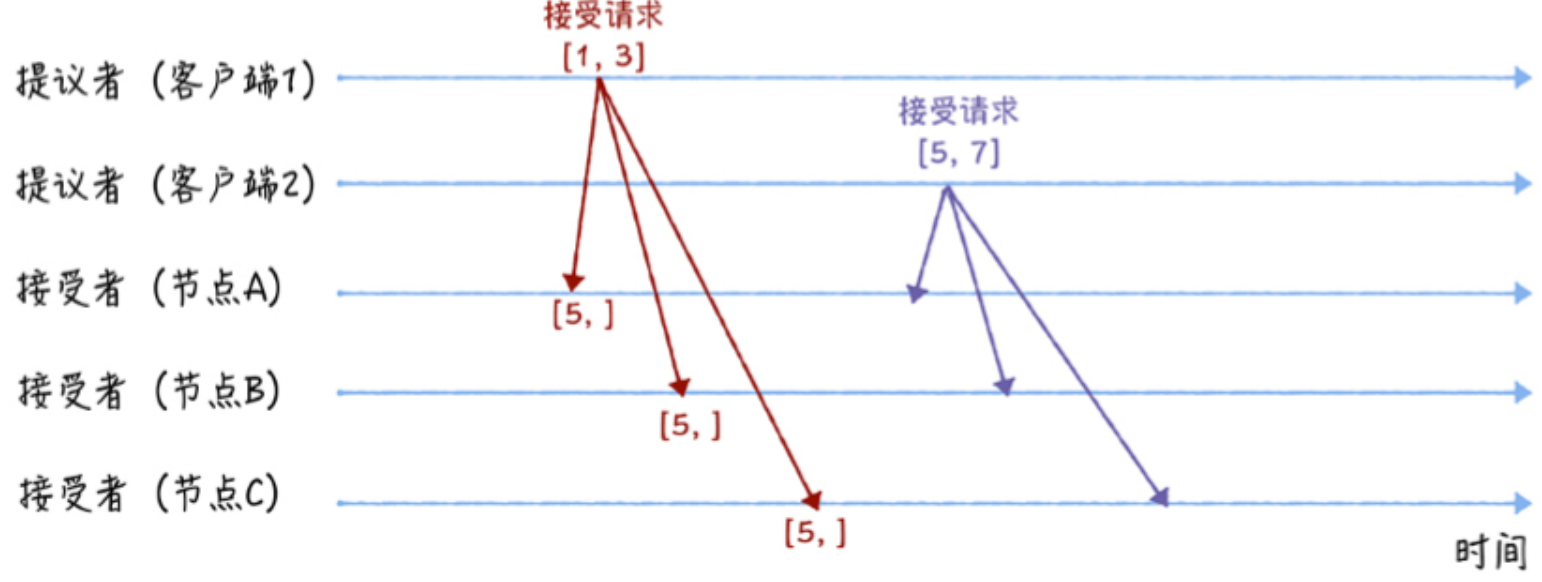 接受请求
[1, 3]
提议者（客户端1）
接受请求
[5, 7]
提议者（客户端2）
接受者（节点A）
[5, ]
接受者（节点B）
[5, ]
接受者（节点C）
[5, ]
时间